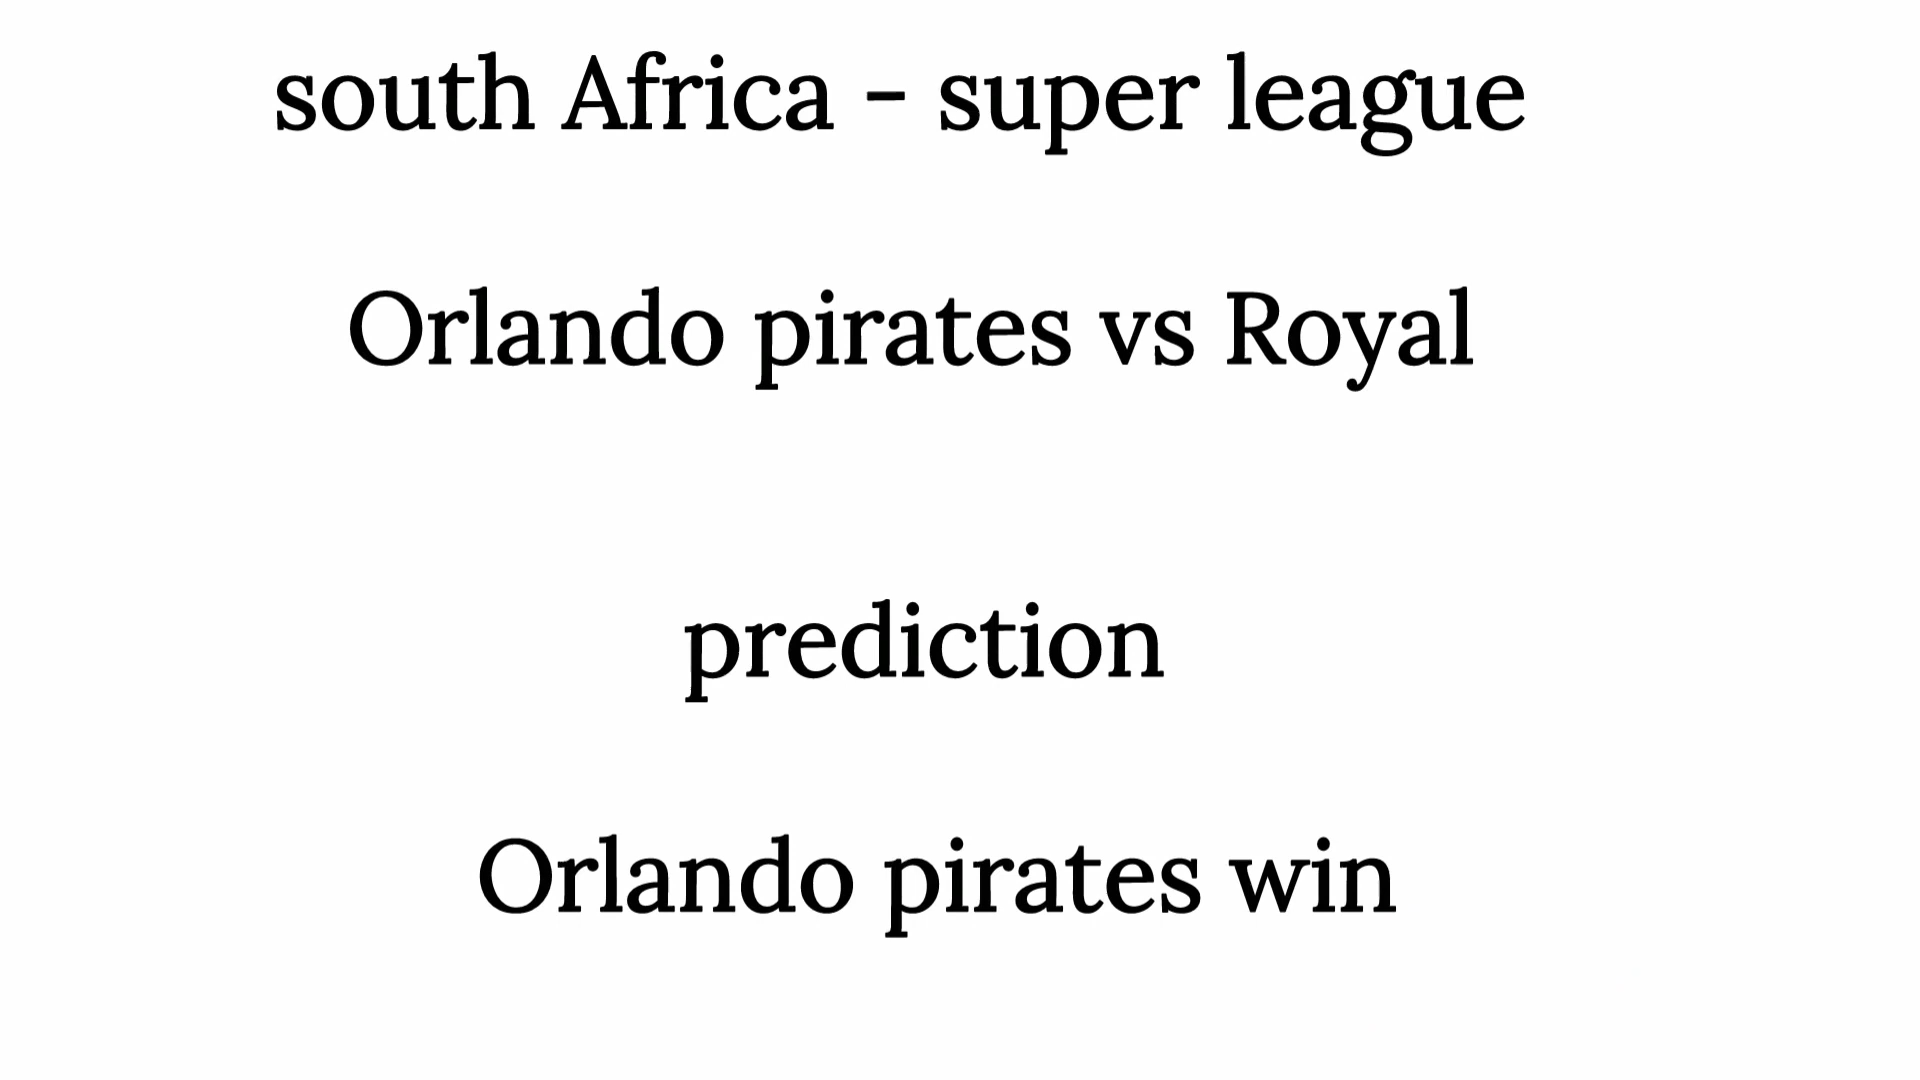 south Africa - super league
Orlando pirates vs Royal
prediction
Orlando pirates win